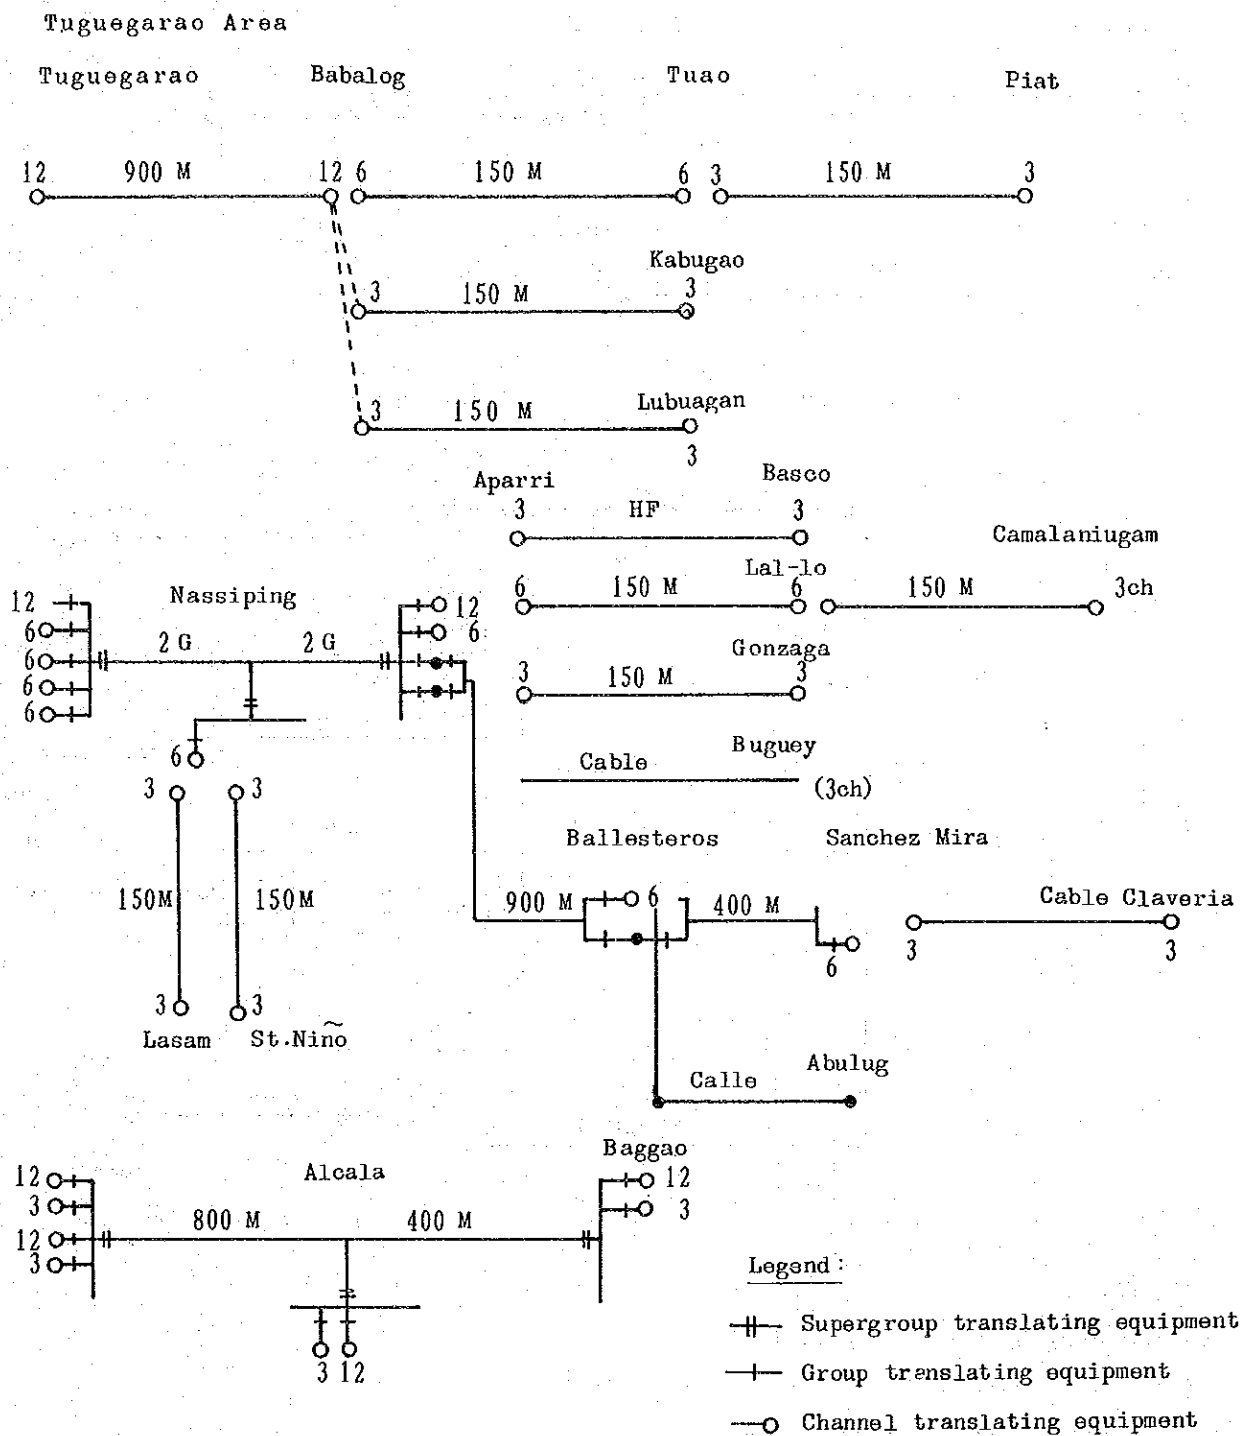 Tuguegarao Area
Tuguegarao Babalog Tuao Piat
12 900 M 12 6 150 M 6 3 150 M 3
Kabugao
3 150 M 3
Lubuagan
3 150 M
3
Aparri Basco
3 HF 3
Camalaniugam
Lal-lo
6 150 M 6 150 M 3ch
Nassiping
12 12
6 2 G 2 G 6
6
6
6
Gonzaga
3 150 M 3
6
Buguey
Cable
(3ch)
3 3
Ballesteros Sanchez Mira
150M 150M
900 M 6 400 M Cable Claveria
6 3 3
3 3
Lasam St.Niño
Abulug
Calle
Baggao
12 Alcala 12
3 3
12 800 M 400 M
3
3 12
Legend :
Supergroup translating equipment
Group translating equipment
Channel translating equipment